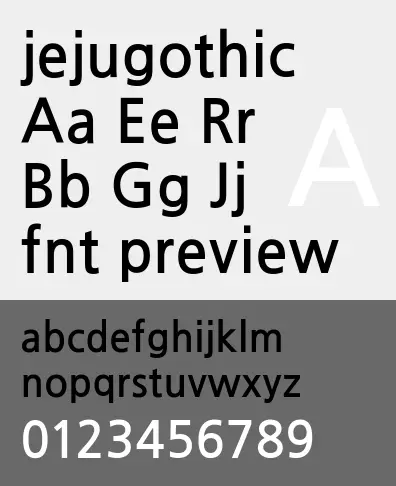 jejugothic
Aa Ee Rr
A
Bb Gg Jj
fnt preview
abcdefghijklm
nopqrstuvwxyz
0123456789